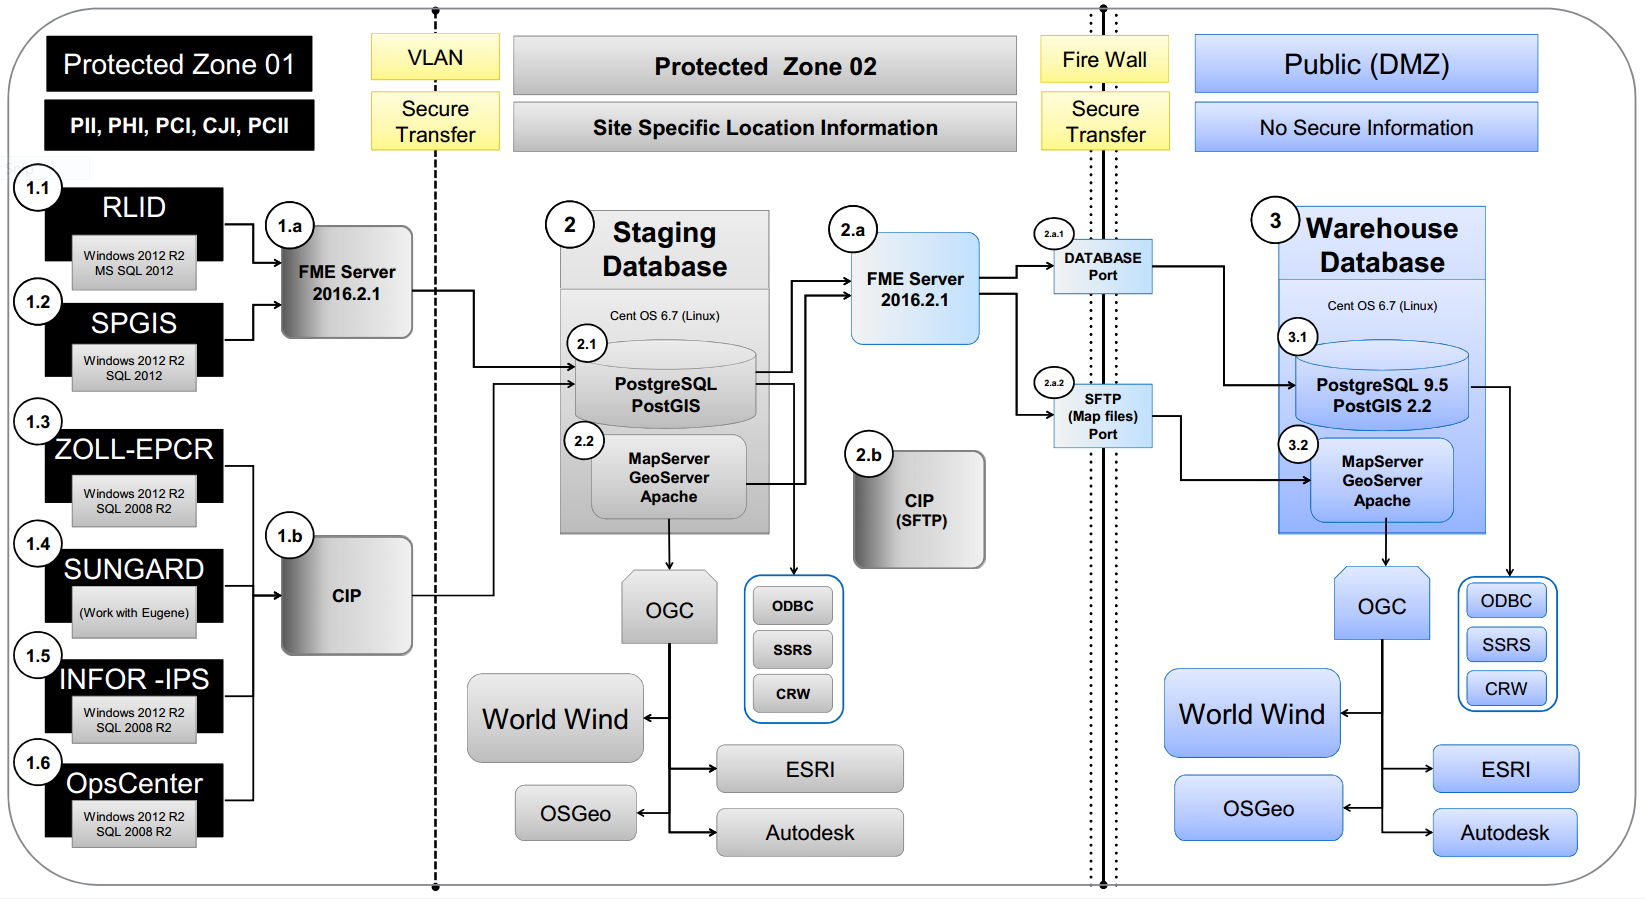 Protected Zone 01
VLAN
Protected Zone 02
Fire Wall
Public (DMZ)
PII, PHI, PCI, CJI, PCII
Secure
Transfer
Site Specific Location Information
Secure
Transfer
No Secure Information
1.1
RLID
Windows 2012 R2
MS SQL 2012
1.2
SPGIS
Windows 2012 R2
SQL 2012
1.3
ZOLL-EPCR
Windows 2012 R2
SQL 2008 R2
1.4
SUNGARD
(Work with Eugene)
1.5
INFOR -IPS
Windows 2012 R2
SQL 2008 R2
1.6
OpsCenter
Windows 2012 R2
SQL 2008 R2
1.a
FME Server
2016.2.1
1.b
CIP
2
Staging
Database
Cent OS 6.7 (Linux)
2.1
PostgreSQL
PostGIS
2.2
MapServer
GeoServer
Apache
OGC
ODBC
SSRS
CRW
World Wind
ESRI
OSGeo
Autodesk
2.a
FME Server
2016.2.1
2.b
CIP
(SFTP)
2.a.1
DATABASE
Port
2.a.2
SFTP
(Map files)
Port
3
Warehouse
Database
Cent OS 6.7 (Linux)
3.1
PostgreSQL 9.5
PostGIS 2.2
3.2
MapServer
GeoServer
Apache
OGC
ODBC
SSRS
CRW
World Wind
ESRI
OSGeo
Autodesk